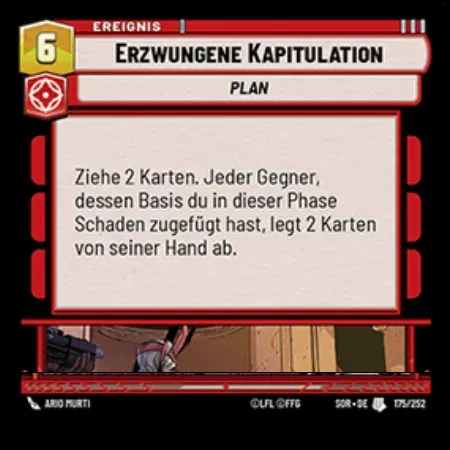 EREIGNIS
6
ERZWUNGENE KAPITULATION
PLAN
Ziehe 2 Karten. Jeder Gegner,
dessen Basis du in dieser Phase
Schaden zugefügt hast, legt 2 Karten
von seiner Hand ab.
ARIO MURTI
©LFL ©FFG
SOR • DE
175/252